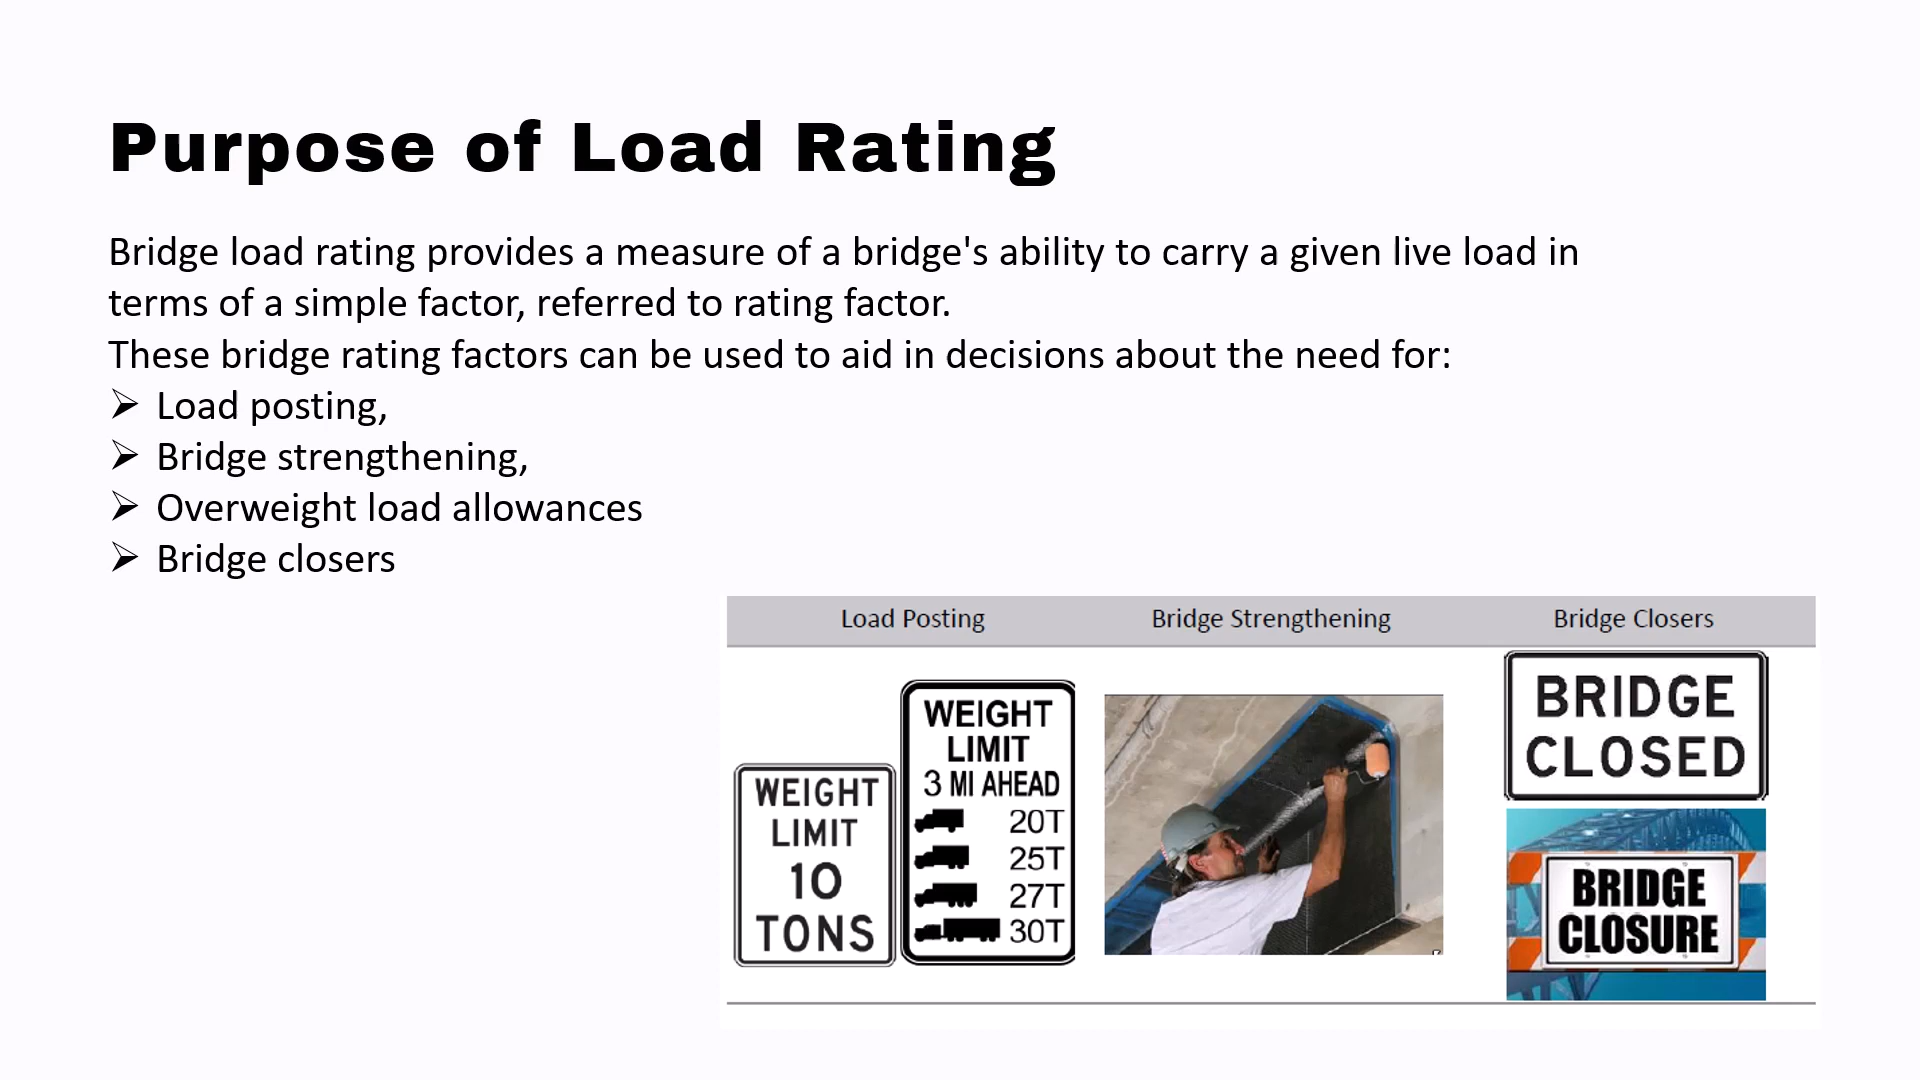 Purpose of Load Rating
Bridge load rating provides a measure of a bridge's ability to carry a given live load in
terms of a simple factor, referred to rating factor.
These bridge rating factors can be used to aid in decisions about the need for:
➢ Load posting,
➢ Bridge strengthening,
➢ Overweight load allowances
➢ Bridge closers
Load Posting
Bridge Strengthening
Bridge Closers
WEIGHT
LIMIT
10
TONS
WEIGHT
LIMIT
3 MI AHEAD
20T
25T
27T
30T
BRIDGE
CLOSED
BRIDGE
CLOSURE